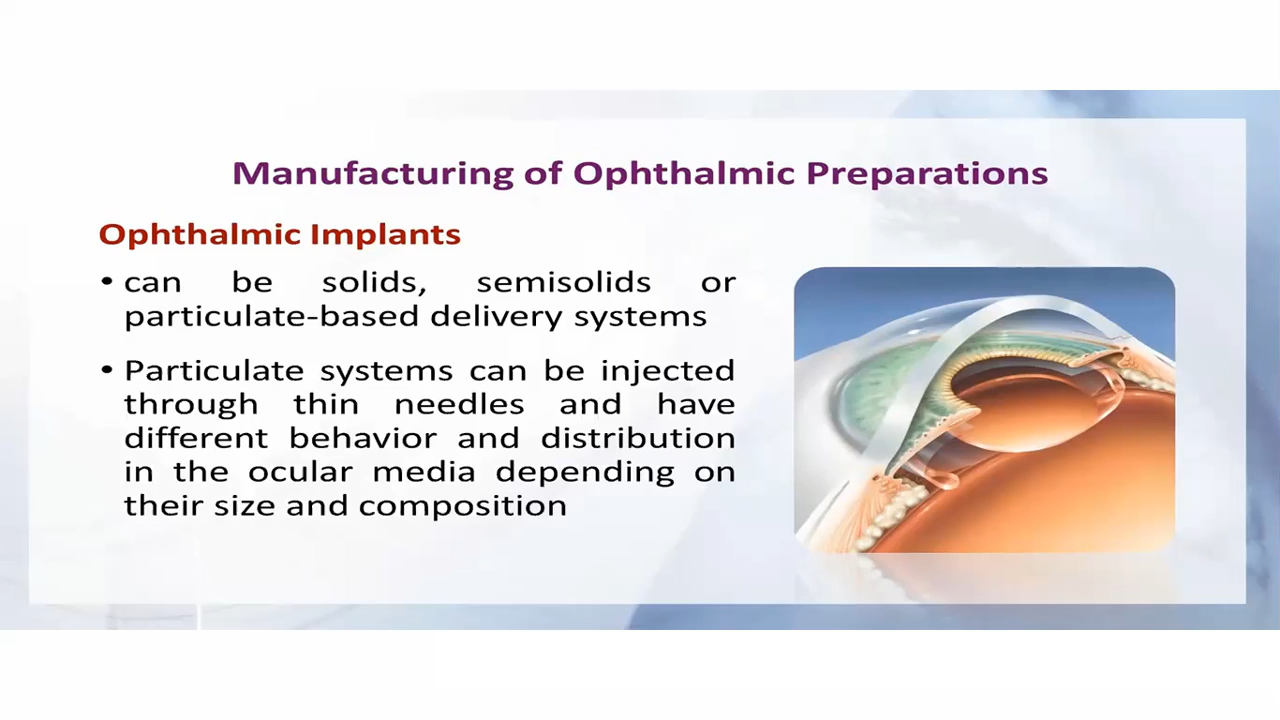 Manufacturing of Ophthalmic Preparations
Ophthalmic Implants
• can be solids, semisolids or
particulate-based delivery systems
• Particulate systems can be injected
through thin needles and have
different behavior and distribution
in the ocular media depending on
their size and composition